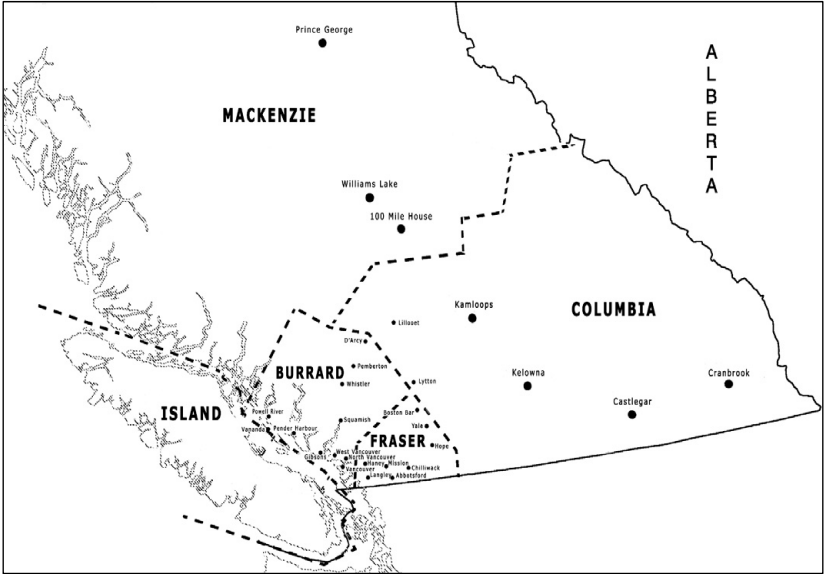 Prince George
ALBERTA
MACKENZIE
Williams Lake
100 Mile House
Kamloops
COLUMBIA
Lillouet
D'Arcy
Pemberton
BURRARD
Whistler
Lytton
Kelowna
Cranbrook
Castlegar
ISLAND
Powell River
Boston Bar
Squamish
Vananda
Pender Harbour
Yale
FRASER
Hope
Gibsons
West Vancouver
North Vancouver
Vancouver
Haney
Mission
Chilliwack
Langley
Abbotsford